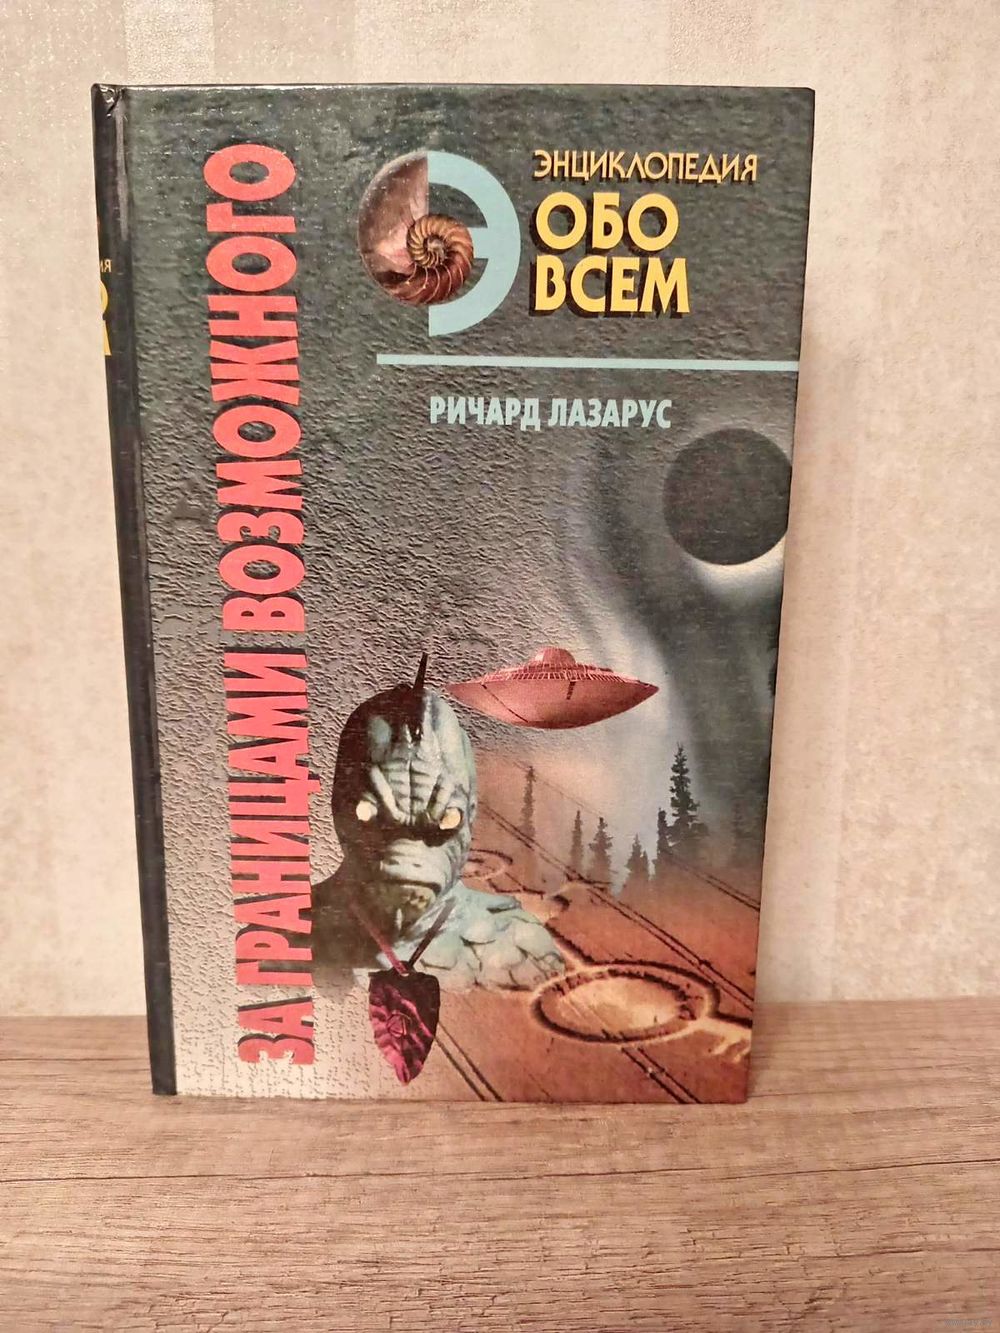 ЭНЦИКЛОПЕДИЯ
ОБО
ВСЕМ
РИЧАРД ЛАЗАРУС
ЗА ГРАНИЦАМИ ВОЗМОЖНОГО